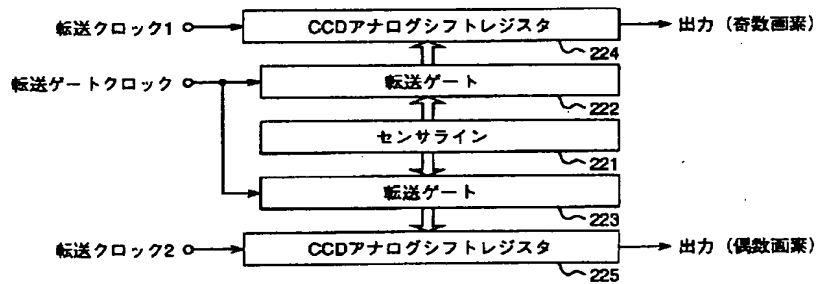 転送クロック1
CCDアナログシフトレジスタ
出力（奇数画素）
224
転送ゲートクロック
転送ゲート
222
センサライン
221
転送ゲート
223
転送クロック2
CCDアナログシフトレジスタ
出力（偶数画素）
225